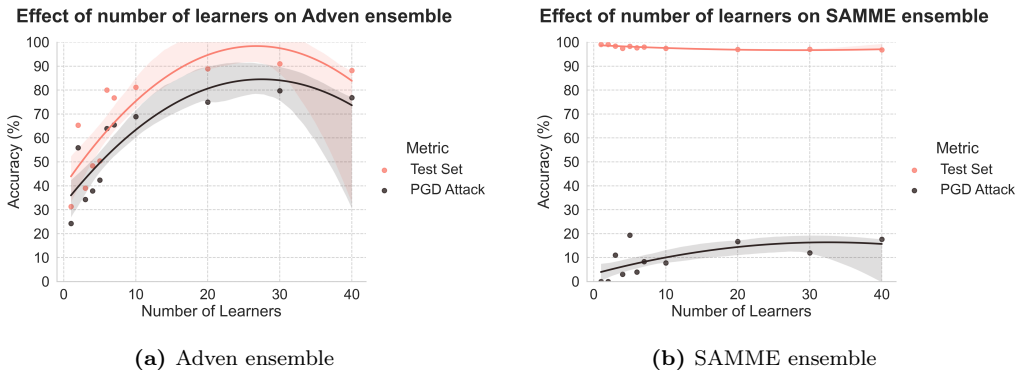 Effect of number of learners on Adven ensemble
100
90
80
70
60
50
40
30
20
10
0
Accuracy (%)
0 10 20 30 40
Number of Learners
Metric
Test Set
PGD Attack
(a) Adven ensemble
Effect of number of learners on SAMME ensemble
100
90
80
70
60
50
40
30
20
10
0
Accuracy (%)
0 10 20 30 40
Number of Learners
Metric
Test Set
PGD Attack
(b) SAMME ensemble